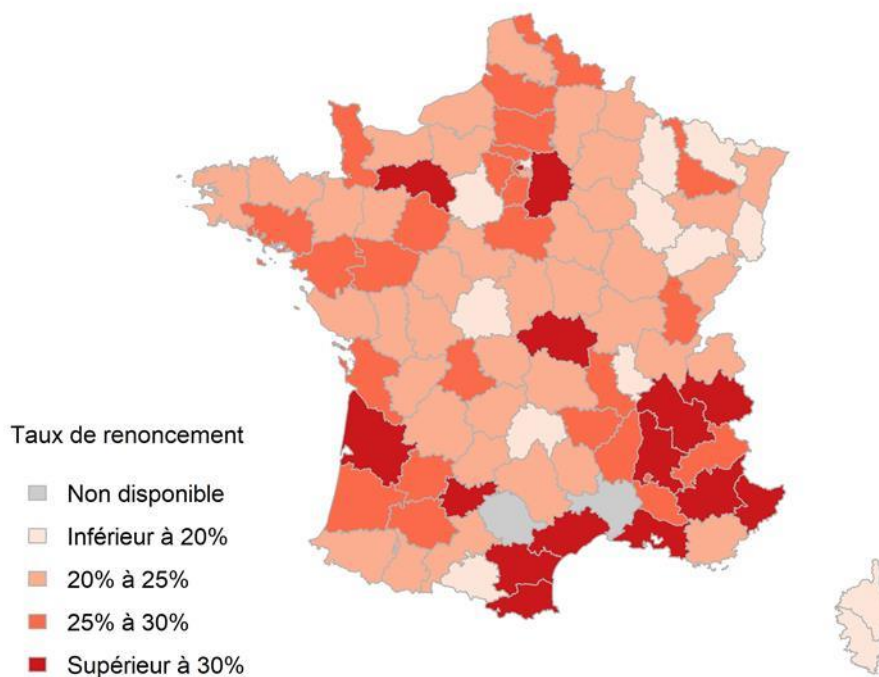 Taux de renoncement
Non disponible
Inférieur à 20%
20% à 25%
25% à 30%
Supérieur à 30%